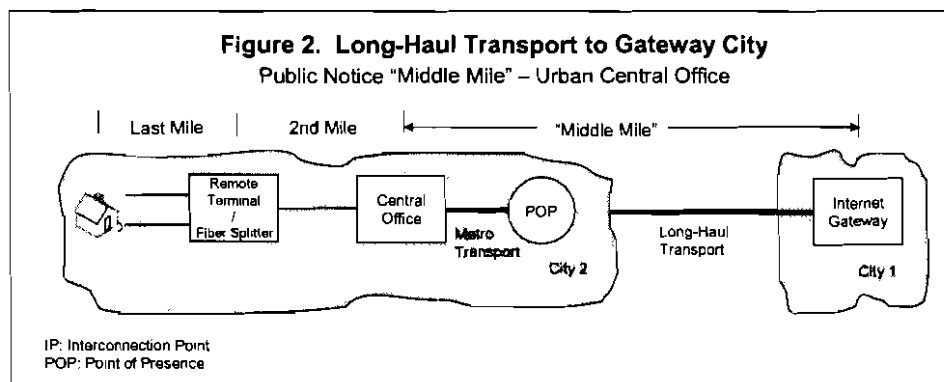 Figure 2. Long-Haul Transport to Gateway City
Public Notice "Middle Mile" – Urban Central Office
Last Mile
2nd Mile
"Middle Mile"
Remote
Terminal
/
Fiber Splitter
Central
Office
POP
Internet
Gateway
Metro
Transport
Long-Haul
Transport
City 2
City 1
IP: Interconnection Point
POP: Point of Presence